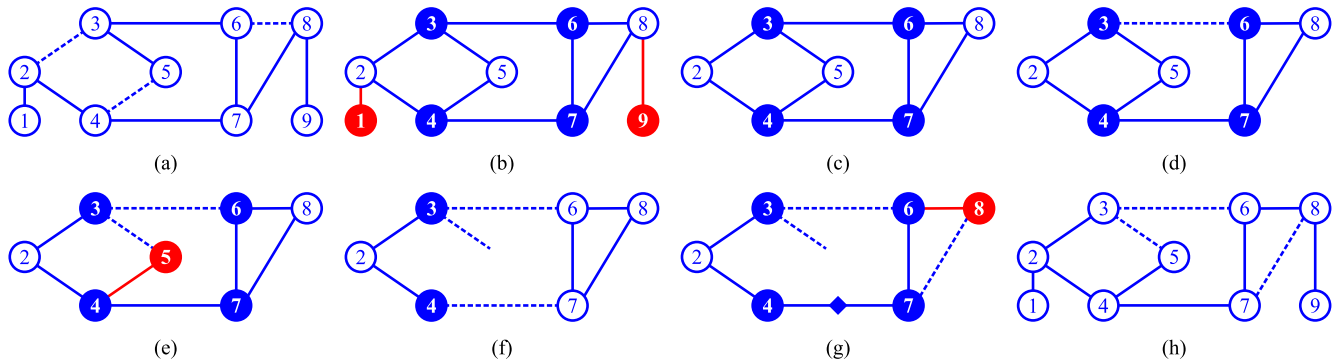 3 6 8 3 6 8 3 6 8 3 6 8
2 5 2 5 2 5 2 5
1 4 7 9 1 4 7 9 4 7 4 7
(a) (b) (c) (d)
3 6 8 3 6 8 3 6 8 3 6 8
2 5 2 2 2 5
4 7 4 7 4 7 1 4 7 9
(e) (f) (g) (h)